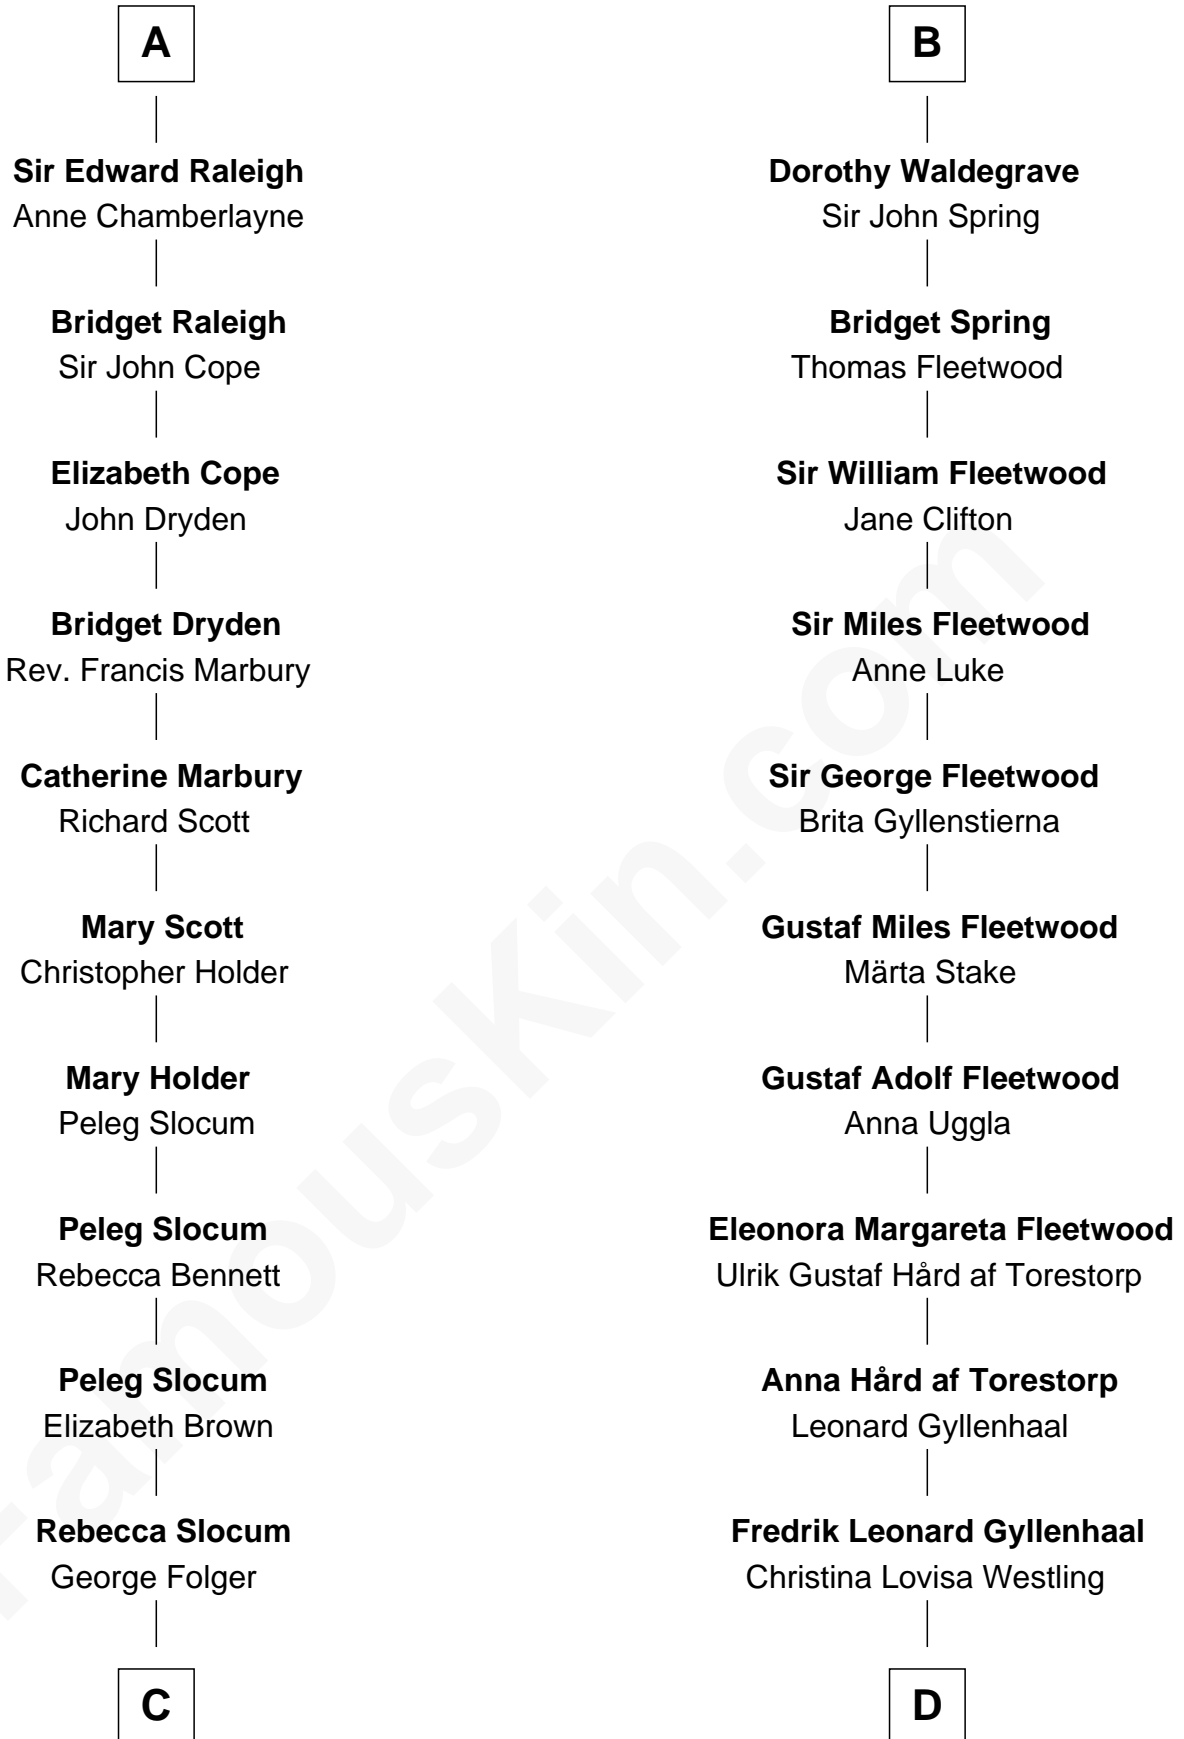 A
Sir Edward Raleigh
Anne Chamberlayne
Bridget Raleigh
Sir John Cope
Elizabeth Cope
John Dryden
Bridget Dryden
Rev. Francis Marbury
Catherine Marbury
Richard Scott
Mary Scott
Christopher Holder
Mary Holder
Peleg Slocum
Peleg Slocum
Rebecca Bennett
Peleg Slocum
Elizabeth Brown
Rebecca Slocum
George Folger
C
B
Dorothy Waldegrave
Sir John Spring
Bridget Spring
Thomas Fleetwood
Sir William Fleetwood
Jane Clifton
Sir Miles Fleetwood
Anne Luke
Sir George Fleetwood
Brita Gyllenstierna
Gustaf Miles Fleetwood
Märta Stake
Gustaf Adolf Fleetwood
Anna Uggla
Eleonora Margareta Fleetwood
Ulrik Gustaf Hård af Torestorp
Anna Hård af Torestorp
Leonard Gyllenhaal
Fredrik Leonard Gyllenhaal
Christina Lovisa Westling
D
FamousKin.com